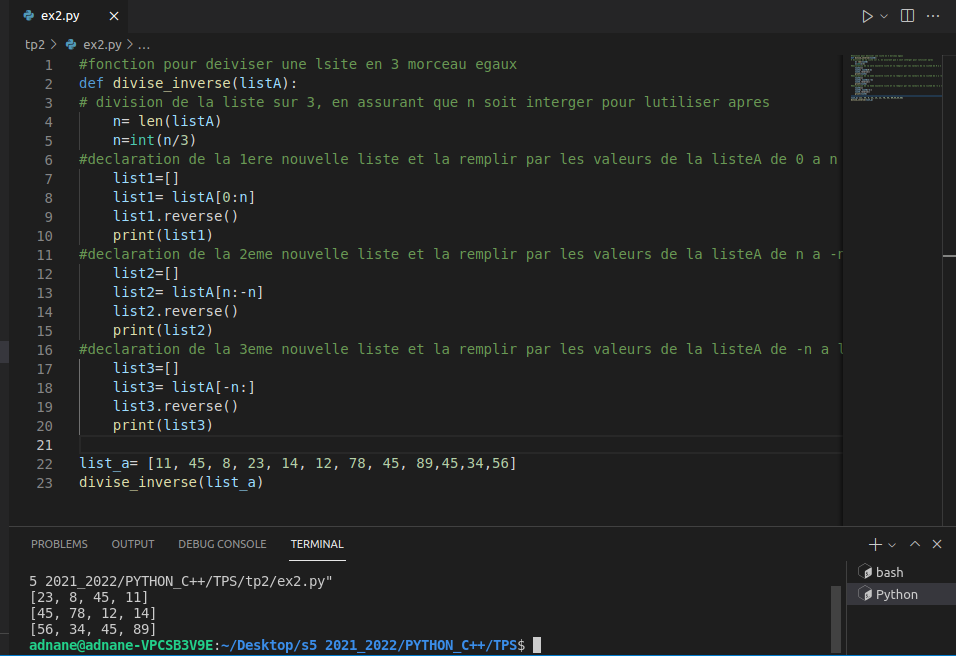 ex2.py
tp2 > ex2.py > ...
1 #fonction pour deiviser une lsite en 3 morceau egaux
2 def divise_inverse(listA):
3 # division de la liste sur 3, en assurant que n soit interger pour lutiliser apres
4 n= len(listA)
5 n=int(n/3)
6 #declaration de la 1ere nouvelle liste et la remplir par les valeurs de la listeA de 0 a n
7 list1=[]
8 list1= listA[0:n]
9 list1.reverse()
10 print(list1)
11 #declaration de la 2eme nouvelle liste et la remplir par les valeurs de la listeA de n a -n
12 list2=[]
13 list2= listA[n:-n]
14 list2.reverse()
15 print(list2)
16 #declaration de la 3eme nouvelle liste et la remplir par les valeurs de la listeA de -n a l
17 list3=[]
18 list3= listA[-n:]
19 list3.reverse()
20 print(list3)
21
22 list_a= [11, 45, 8, 23, 14, 12, 78, 45, 89,45,34,56]
23 divise_inverse(list_a)
PROBLEMS OUTPUT DEBUG CONSOLE TERMINAL
5 2021_2022/PYTHON_C++/TPS/tp2/ex2.py"
[23, 8, 45, 11]
[45, 78, 12, 14]
[56, 34, 45, 89]
adnane@adnane-VPCSB3V9E:~/Desktop/s5 2021_2022/PYTHON_C++/TPS$
bash
Python